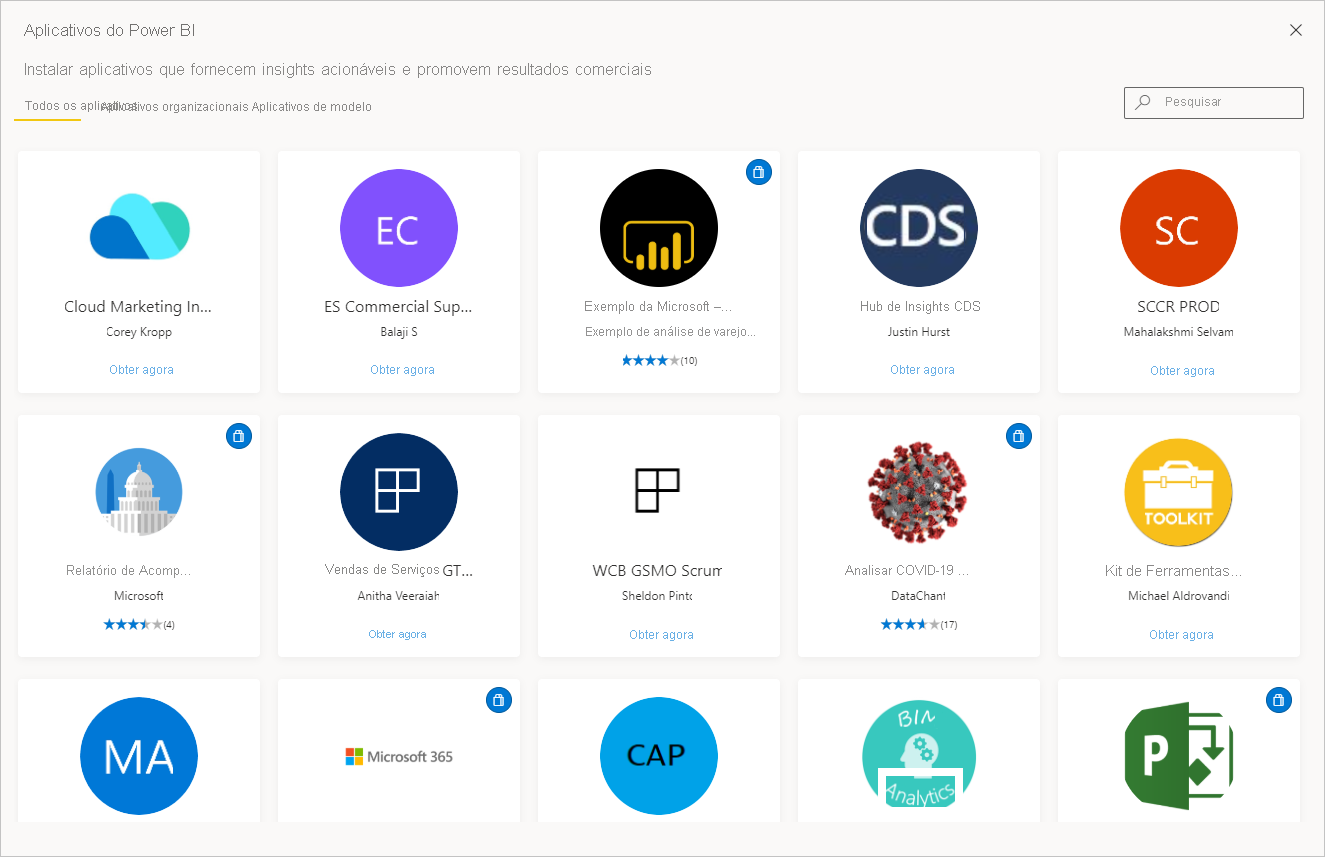 Aplicativos do Power BI
Instalar aplicativos que fornecem insights acionáveis e promovem resultados comerciais
Todos os aplicativos Aplicativos organizacionais Aplicativos de modelo
Pesquisar
EC
CDS
SC
Cloud Marketing In...
ES Commercial Sup...
Exemplo da Microsoft –...
Hub de Insights CDS
SCCR PROD
Corey Kropp
Balaji S
Exemplo de análise de varejo...
Justin Hurst
Mahalakshmi Selvam
(10)
Obter agora
Obter agora
Obter agora
Obter agora
TOOLKIT
Relatório de Acomp...
Vendas de Serviços GT...
WCB GSMO Scrum
Analisar COVID-19 ...
Kit de Ferramentas...
Microsoft
Anitha Veeraiah
Sheldon Pinto
DataChant
Michael Aldrovandi
(4)
(17)
Obter agora
Obter agora
Obter agora
MA
Microsoft 365
CAP
BIn
Analytics
P